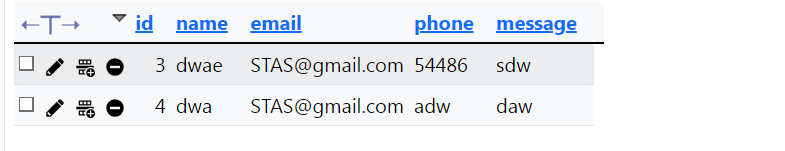 ←T→ id name email phone message
3 dwae STAS@gmail.com 54486 sdw
4 dwa STAS@gmail.com adw daw